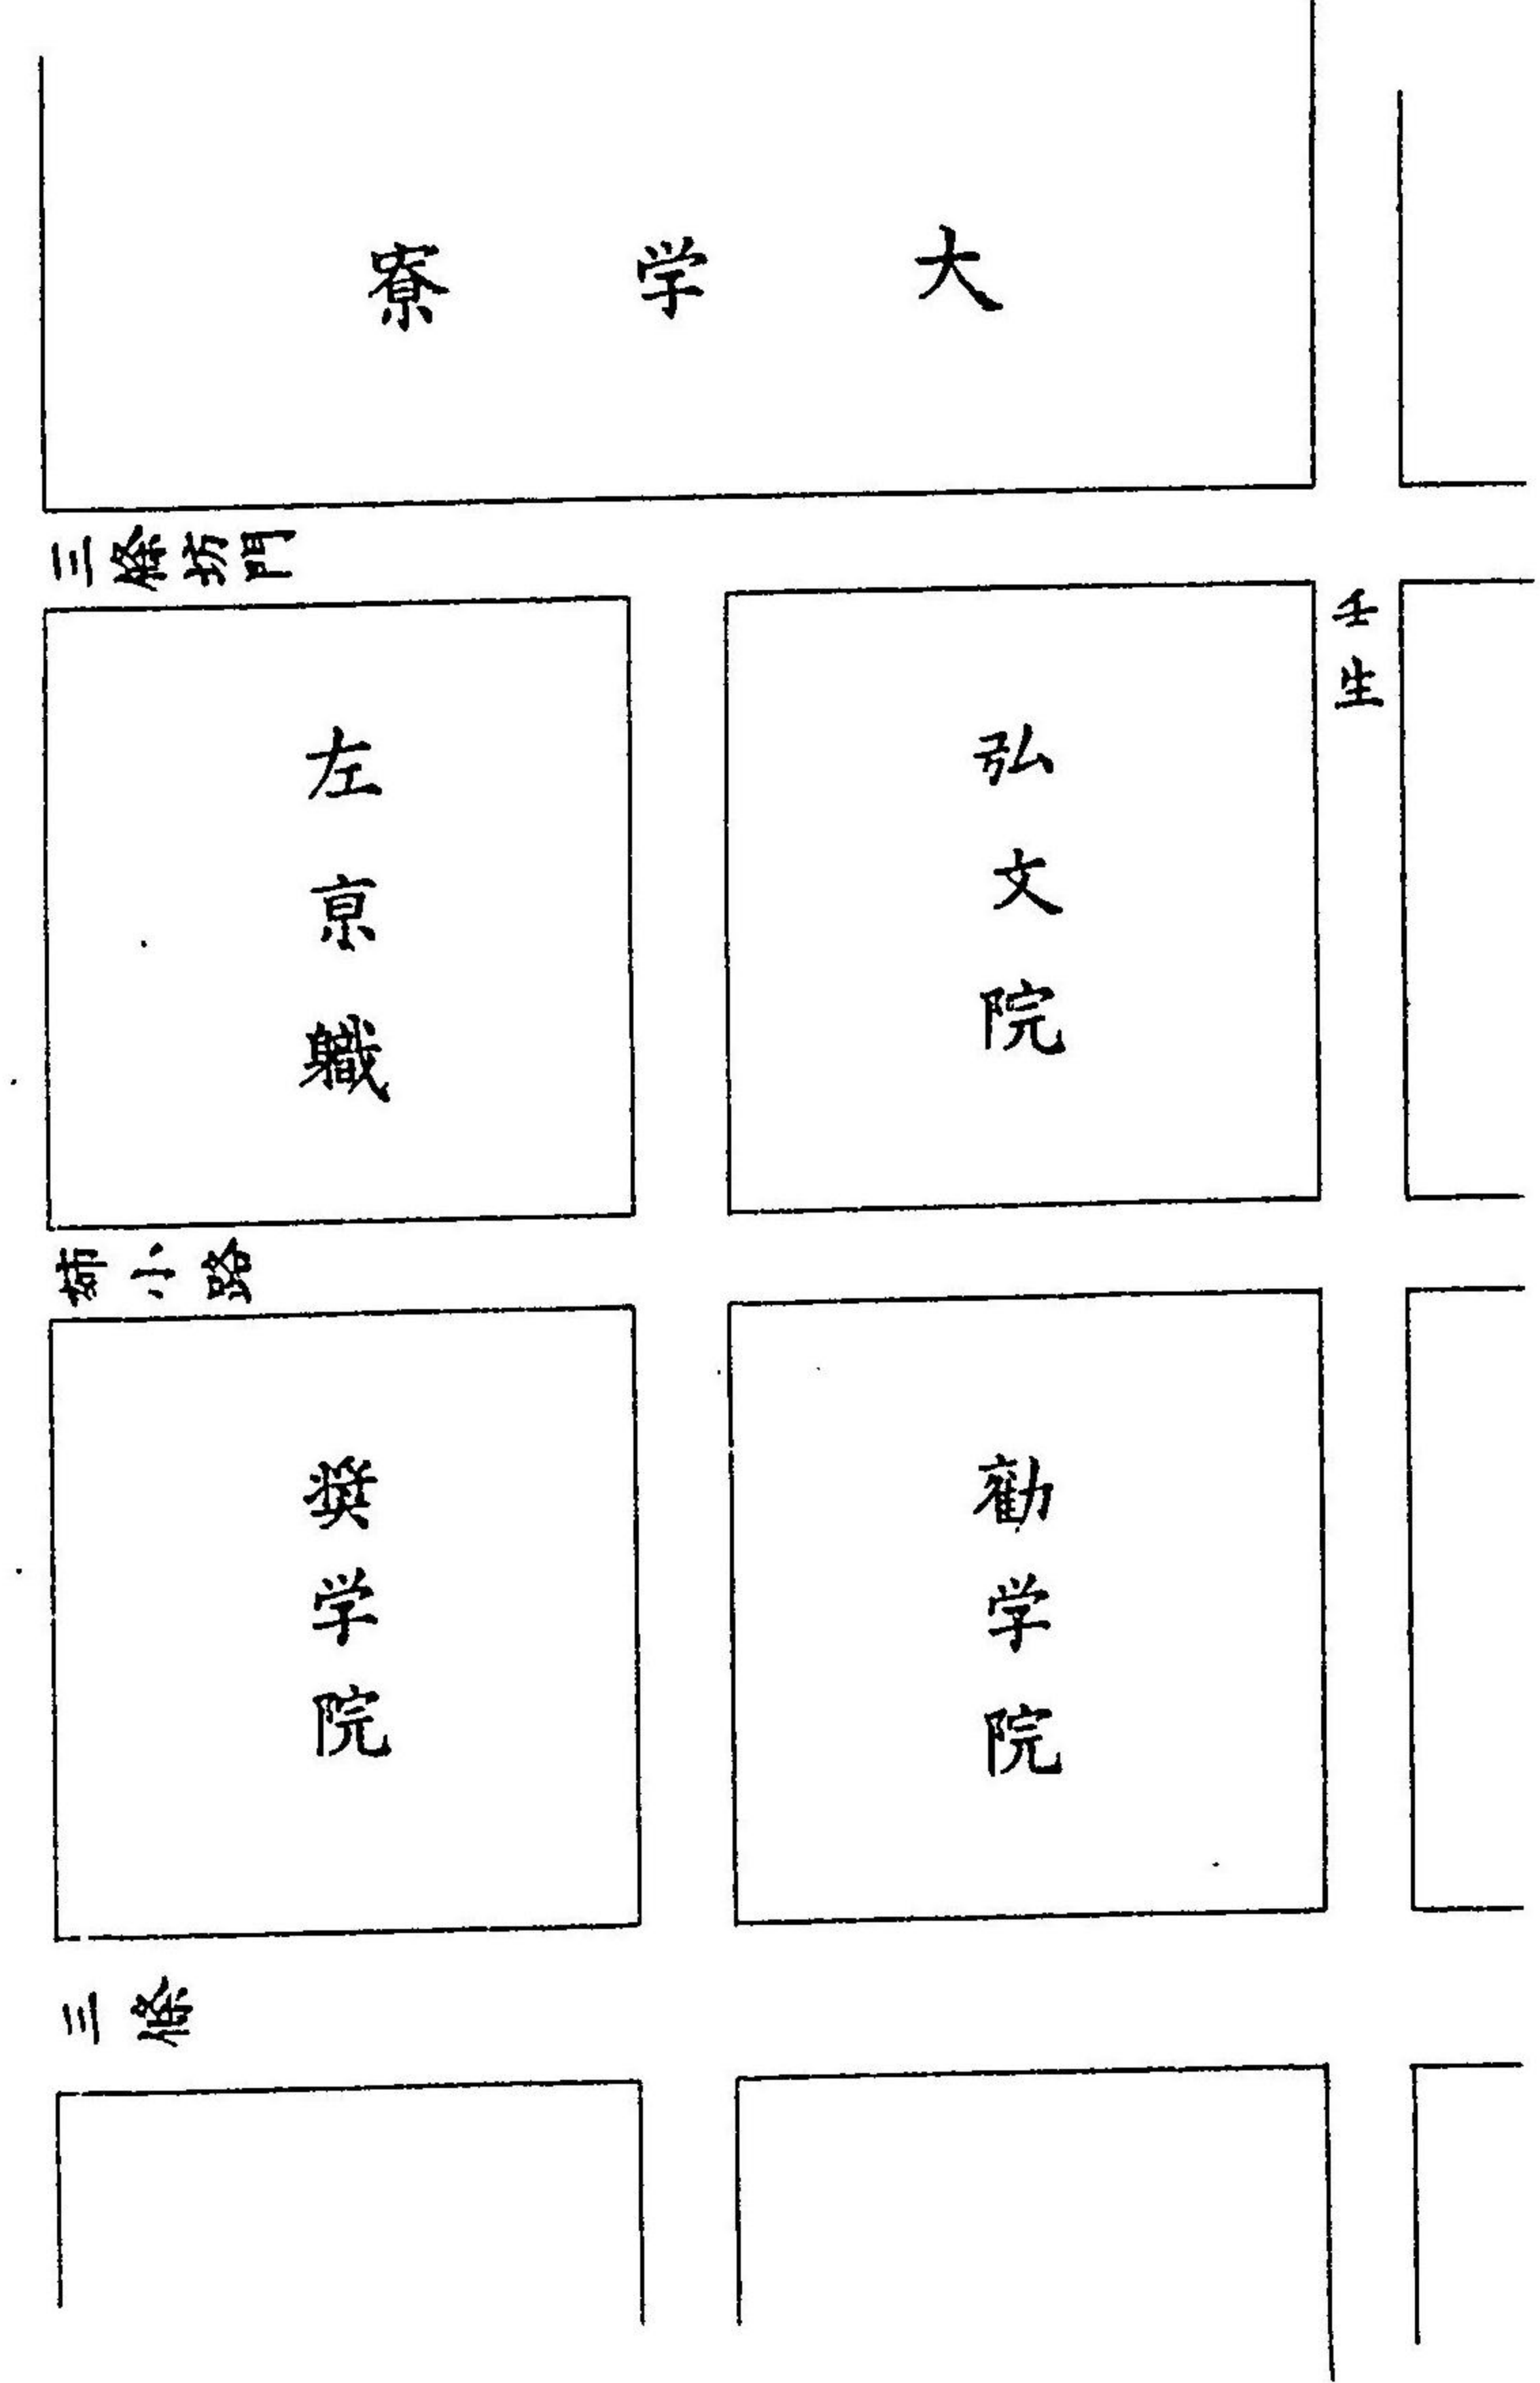 大学寮
三條坊門
壬生
弘文院
左京職
姉小路
勧学院
奨学院
三條